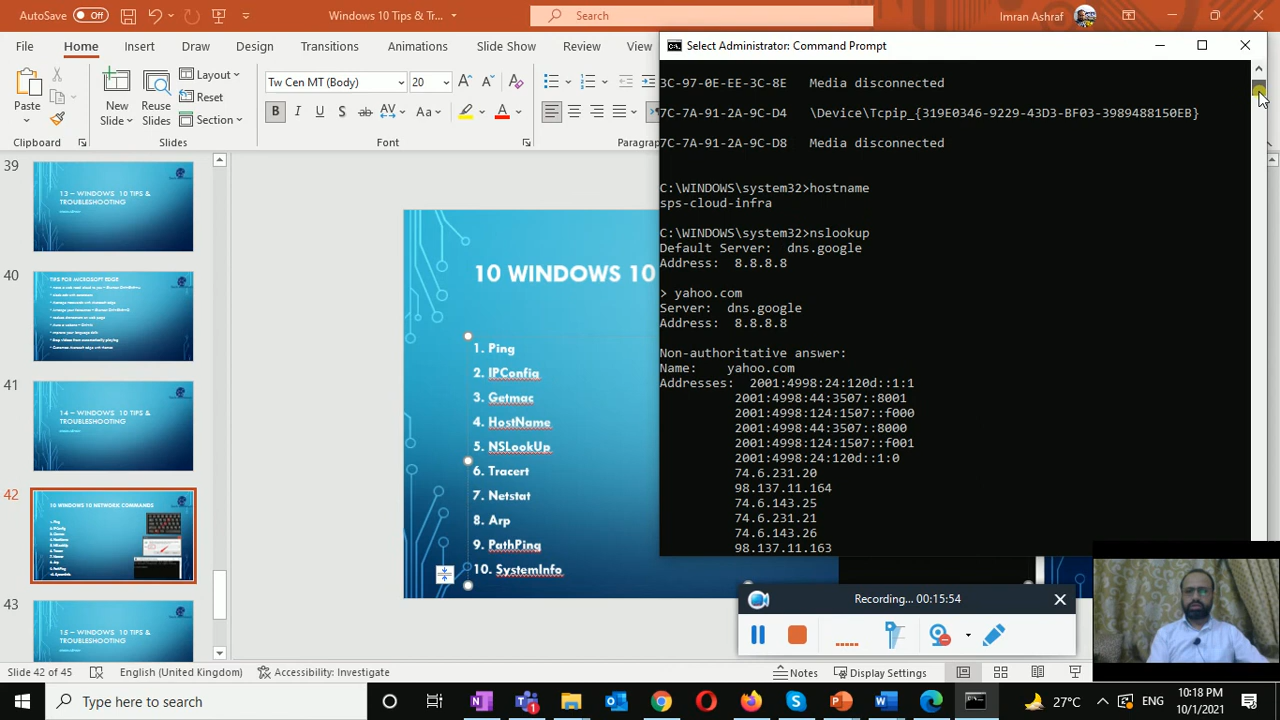 AutoSave Off
Windows 10 Tips & Tr...
Search
Imran Ashraf
File Home Insert Draw Design Transitions Animations Slide Show Review View
Paste
New
Slide
Reuse
Slides
Layout
Reset
Section
Clipboard
Slides
Tw Cen MT (Body) 20
B I U S ab
Font
Paragra
39
13 – WINDOWS 10 TIPS &
TROUBLESHOOTING
40
TIPS FOR MICROSOFT EDGE
41
14 – WINDOWS 10 TIPS &
TROUBLESHOOTING
42
10 WINDOWS 10 NETWORK COMMANDS
43
15 – WINDOWS 10 TIPS &
TROUBLESHOOTING
10 WINDOWS 10
1. Ping
2. IPConfig
3. Getmac
4. HostName
5. NSLookUp
6. Tracert
7. Netstat
8. Arp
9. PathPing
10. SystemInfo
Select Administrator: Command Prompt
3C-97-0E-EE-3C-8E Media disconnected
7C-7A-91-2A-9C-D4 \Device\Tcpip_{319E0346-9229-43D3-BF03-3989488150EB}
7C-7A-91-2A-9C-D8 Media disconnected
C:\WINDOWS\system32>hostname
sps-cloud-infra
C:\WINDOWS\system32>nslookup
Default Server: dns.google
Address: 8.8.8.8
> yahoo.com
Server: dns.google
Address: 8.8.8.8
Non-authoritative answer:
Name: yahoo.com
Addresses: 2001:4998:24:120d::1:1
2001:4998:44:3507::8001
2001:4998:124:1507::f000
2001:4998:44:3507::8000
2001:4998:124:1507::f001
2001:4998:24:120d::1:0
74.6.231.20
98.137.11.164
74.6.143.25
74.6.231.21
74.6.143.26
98.137.11.163
Recording... 00:15:54
Slide 42 of 45
English (United Kingdom)
Accessibility: Investigate
Notes
Display Settings
Type here to search
27°C
ENG
10:18 PM
10/1/2021